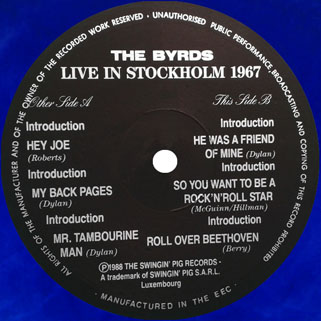 ALL RIGHTS OF THE MANUFACTURER AND OF THE OWNER OF THE RECORDED WORK RESERVED · UNAUTHORISED PUBLIC PERFORMANCE BROADCASTING AND COPYING OF THIS RECORD PROHIBITED
THE BYRDS
LIVE IN STOCKHOLM 1967
Other Side A
Introduction
HEY JOE
(Roberts)
Introduction
MY BACK PAGES
(Dylan)
Introduction
MR. TAMBOURINE
MAN (Dylan)
This Side B
Introduction
HE WAS A FRIEND
OF MINE (Dylan)
Introduction
SO YOU WANT TO BE A
ROCK'N'ROLL STAR
(McGuinn/Hillman)
Introduction
ROLL OVER BEETHOVEN
(Berry)
Ⓟ1988 THE SWINGIN' PIG RECORDS -
A trademark of SWINGIN' PIG S.A.R.L.
Luxembourg
· MANUFACTURED IN THE EEC ·